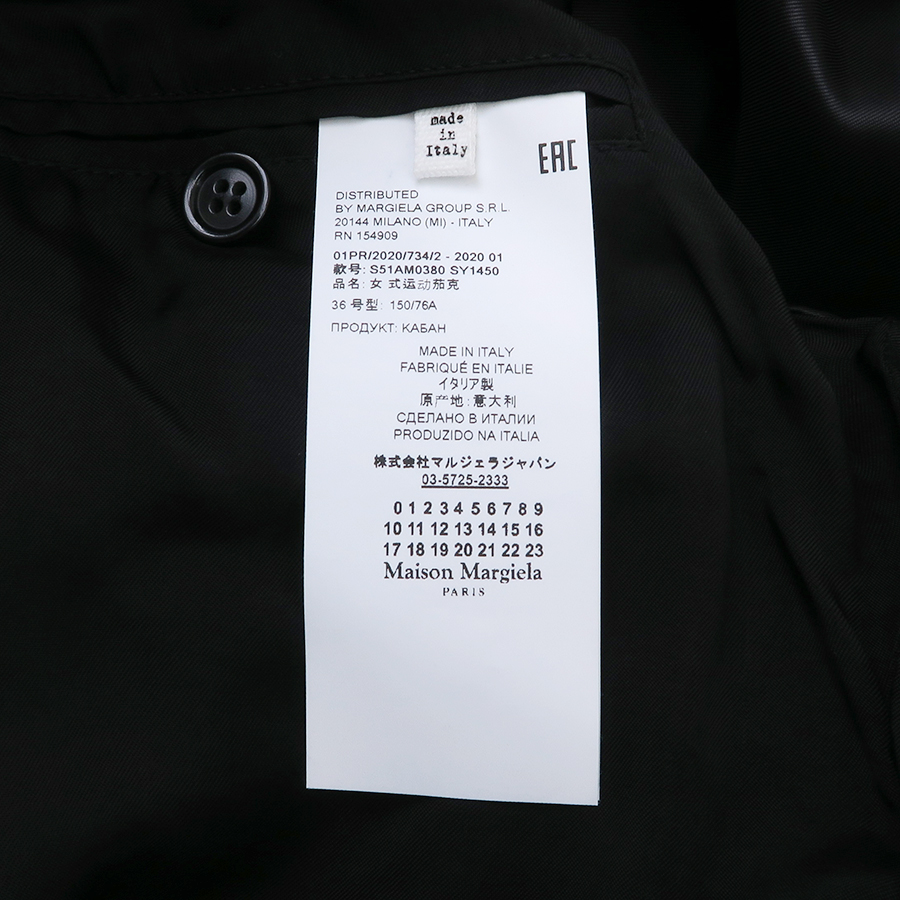 made
in
Italy
EAC
DISTRIBUTED
BY MARGIELA GROUP S.R.L.
20144 MILANO (MI) - ITALY
RN 154909
01PR/2020/734/2 - 2020 01
款号: S51AM0380 SY1450
品名: 女 式运动茄克
36 号型: 150/76A
ПРОДУКТ: КАБАН
MADE IN ITALY
FABRIQUÉ EN ITALIE
イタリア製
原产地: 意大利
СДЕЛАНО В ИТАЛИИ
PRODUZIDO NA ITALIA
株式会社マルジェラジャパン
03-5725-2333
0 1 2 3 4 5 6 7 8 9
10 11 12 13 14 15 16
17 18 19 20 21 22 23
Maison Margiela
PARIS